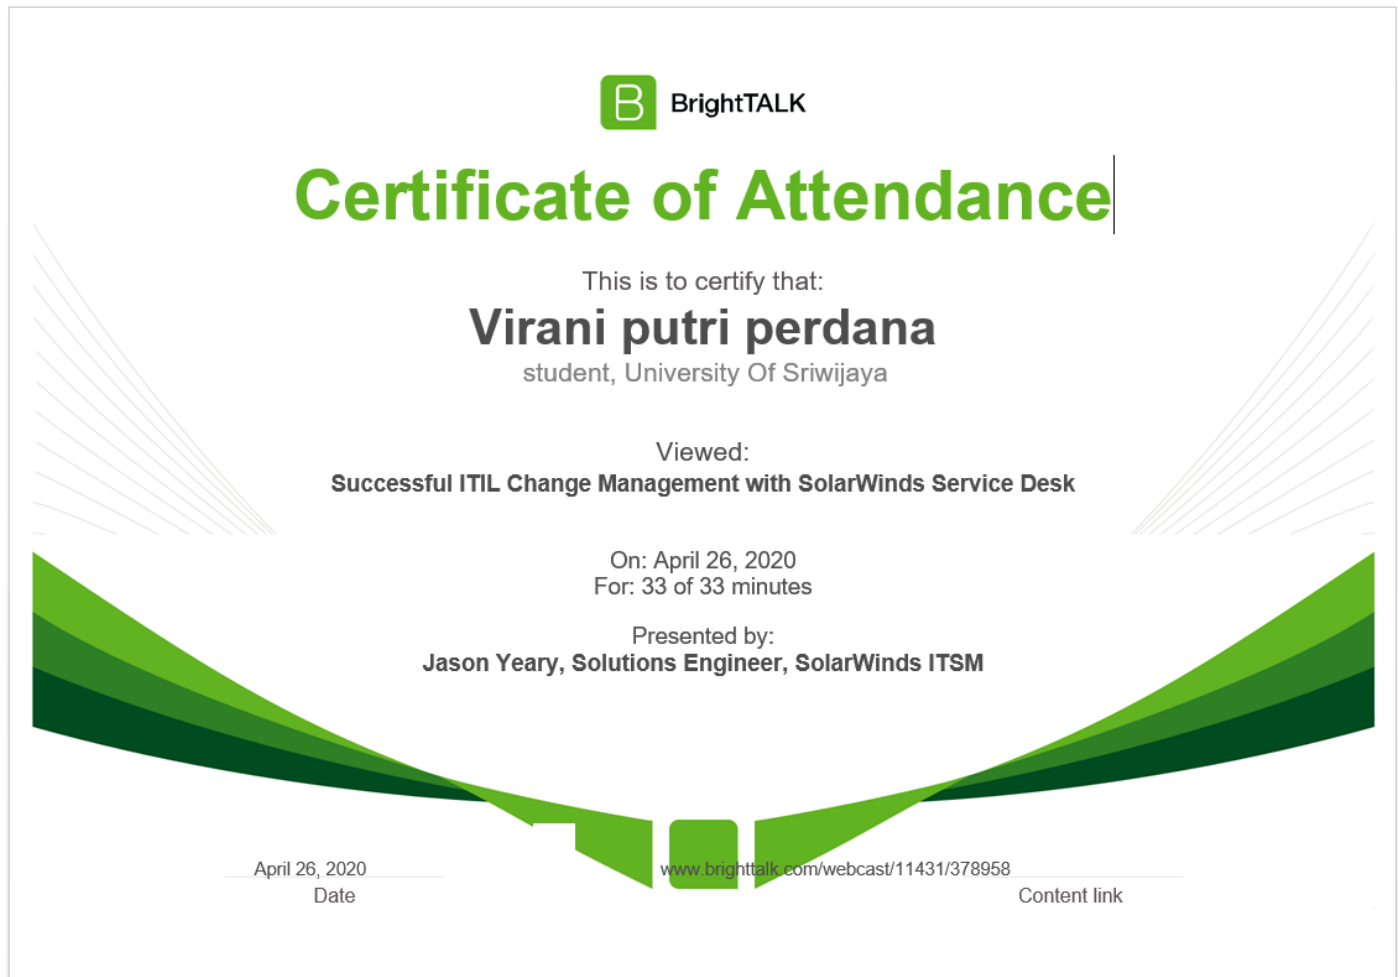 B BrightTALK
Certificate of Attendance
This is to certify that:
Virani putri perdana
student, University Of Sriwijaya
Viewed:
Successful ITIL Change Management with SolarWinds Service Desk
On: April 26, 2020
For: 33 of 33 minutes
Presented by:
Jason Yeary, Solutions Engineer, SolarWinds ITSM
April 26, 2020 www.brighttalk.com/webcast/11431/378958
Date Content link